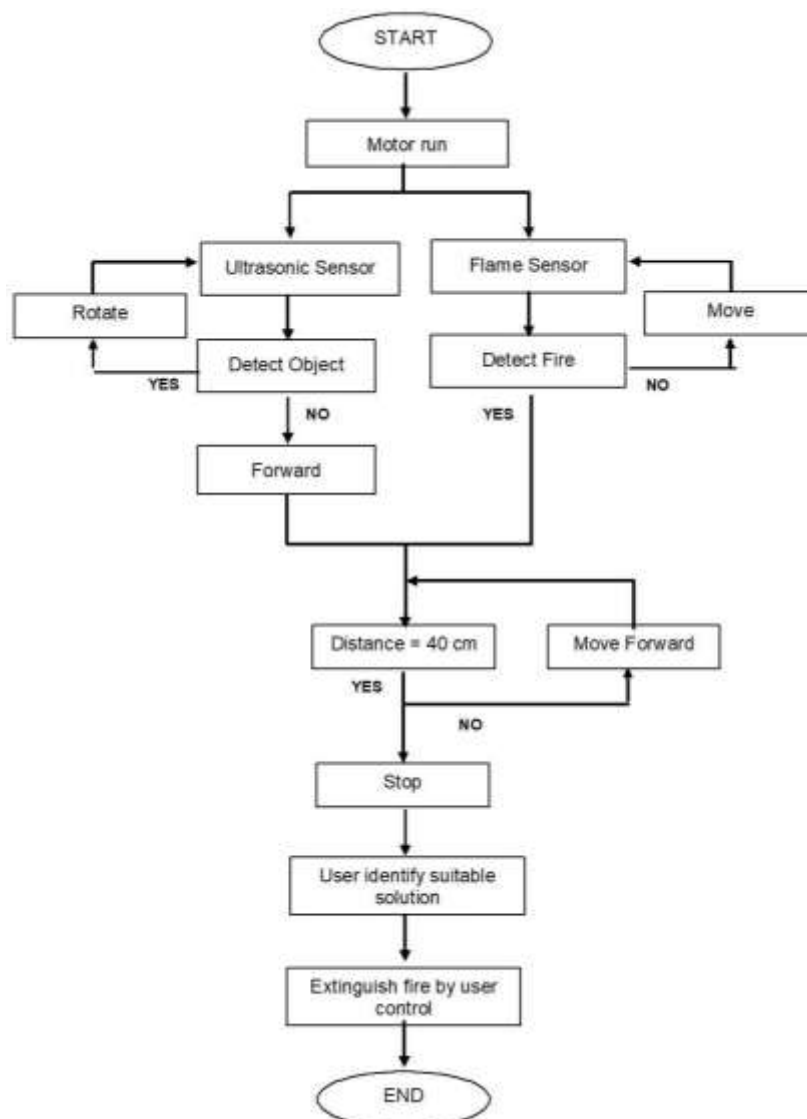 START
Motor run
Ultrasonic Sensor
Flame Sensor
Rotate
Move
Detect Object
Detect Fire
YES
NO
NO
YES
Forward
Distance = 40 cm
Move Forward
YES
NO
Stop
User identify suitable
solution
Extinguish fire by user
control
END